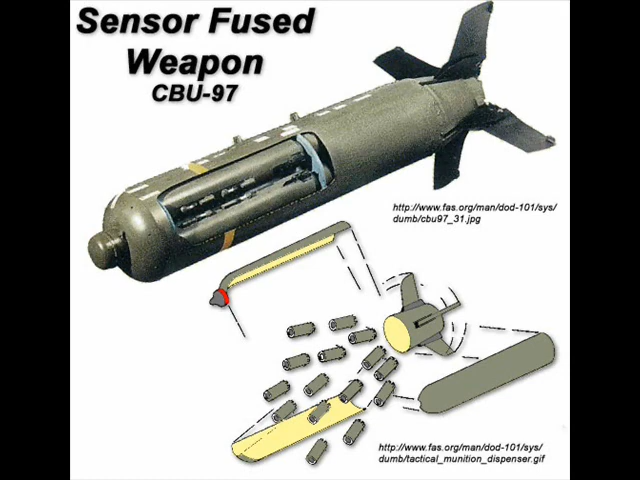 Sensor Fused
Weapon
CBU-97
http://www.fas.org/man/dod-101/sys/
dumb/cbu97_31.jpg
http://www.fas.org/man/dod-101/sys/
dumb/tactical_munition_dispenser.gif